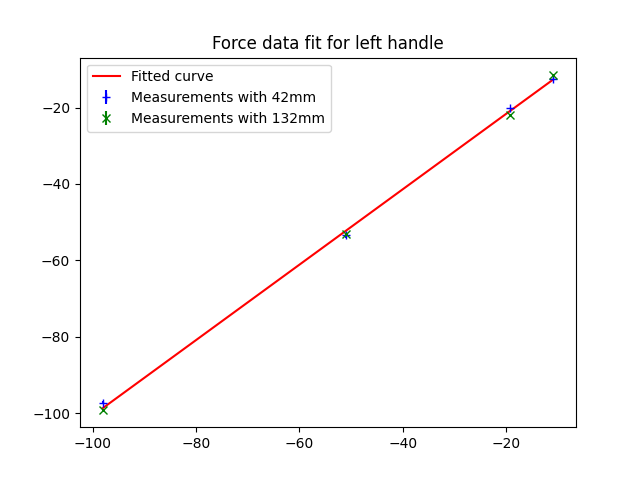 Force data fit for left handle
Fitted curve
Measurements with 42mm
Measurements with 132mm
−20
−40
−60
−80
−100
−100
−80
−60
−40
−20